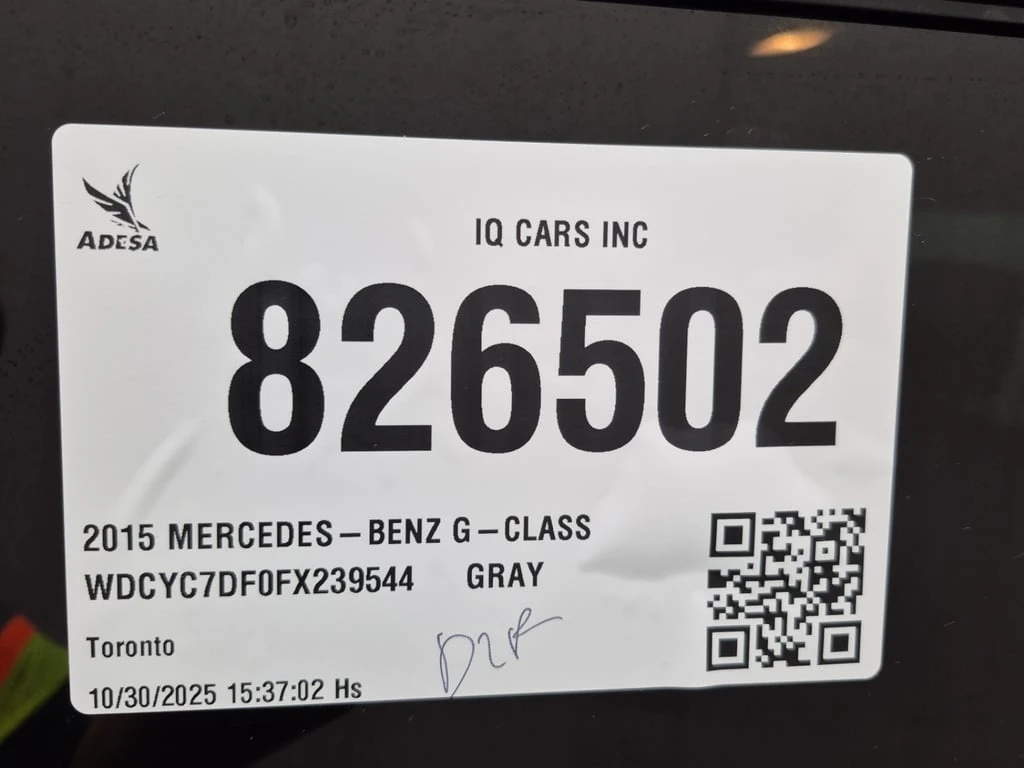 ADESA
IQ CARS INC
826502
2015 MERCEDES-BENZ G-CLASS
WDCYC7DF0FX239544 GRAY
Toronto
10/30/2025 15:37:02 Hs